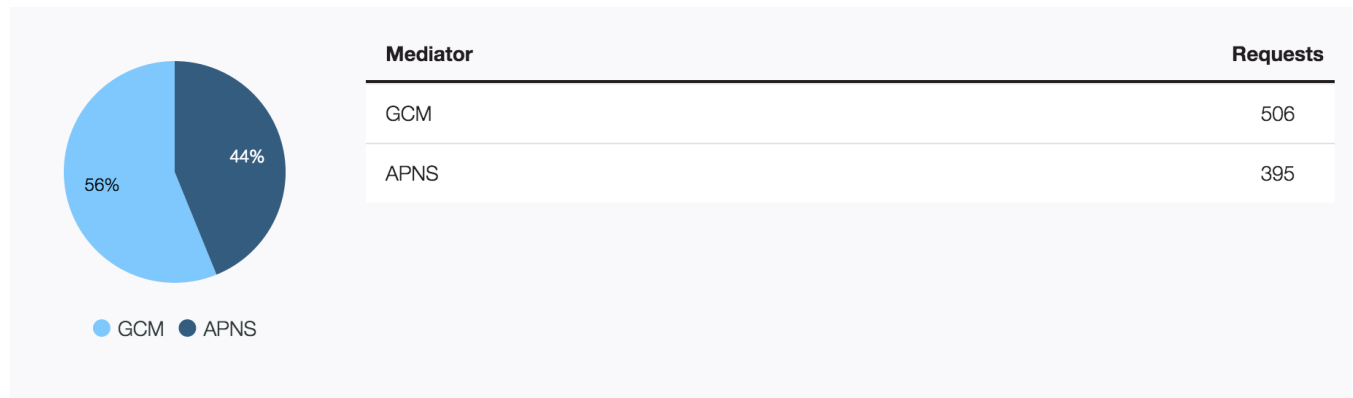 56%
44%
GCM APNS
Mediator Requests
GCM 506
APNS 395